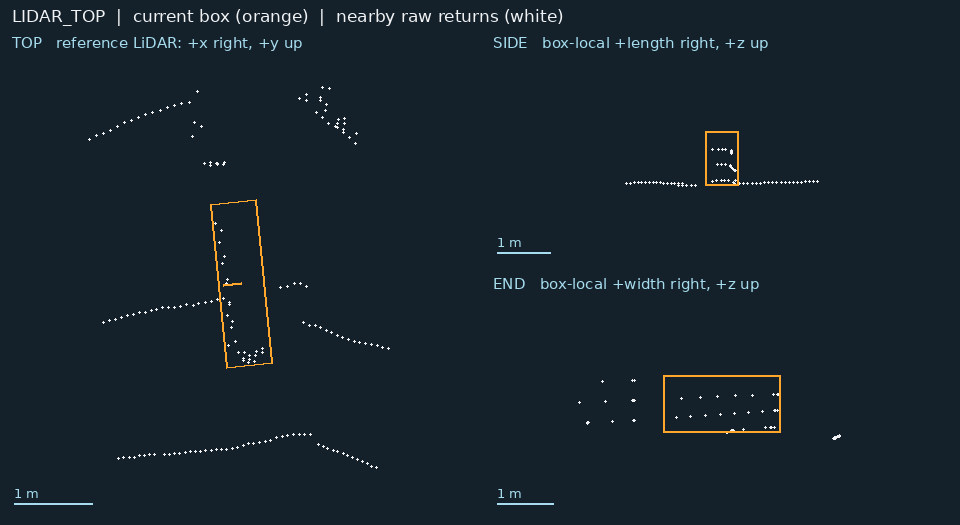 LIDAR_TOP | current box (orange) | nearby raw returns (white)
TOP reference LiDAR: +x right, +y up
SIDE box-local +length right, +z up
1 m
END box-local +width right, +z up
1 m
1 m